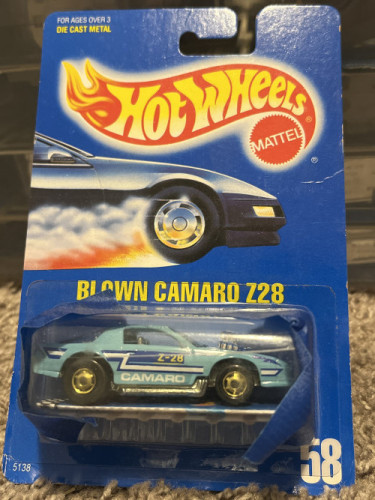 FOR AGES OVER 3
DIE CAST METAL
HOT WHEELS
MATTEL
®
BLOWN CAMARO Z28
Z-28
CAMARO
5138
58